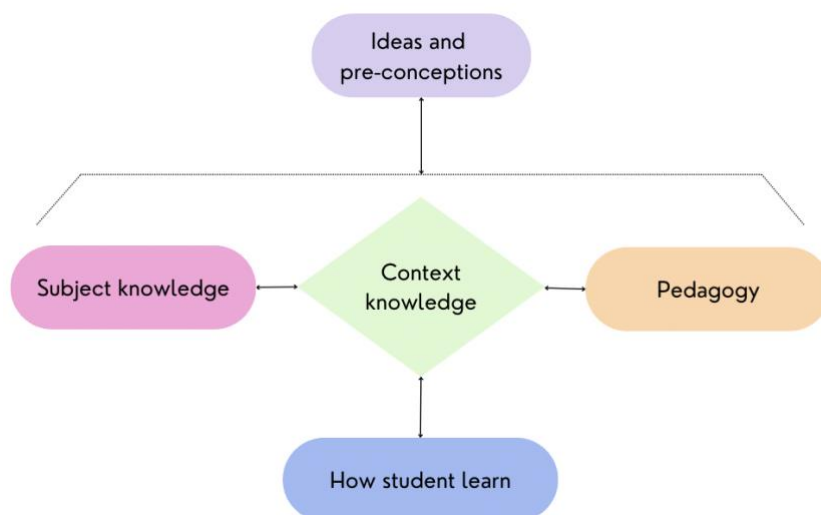 Ideas and
pre-conceptions
Subject knowledge
Context
knowledge
Pedagogy
How student learn